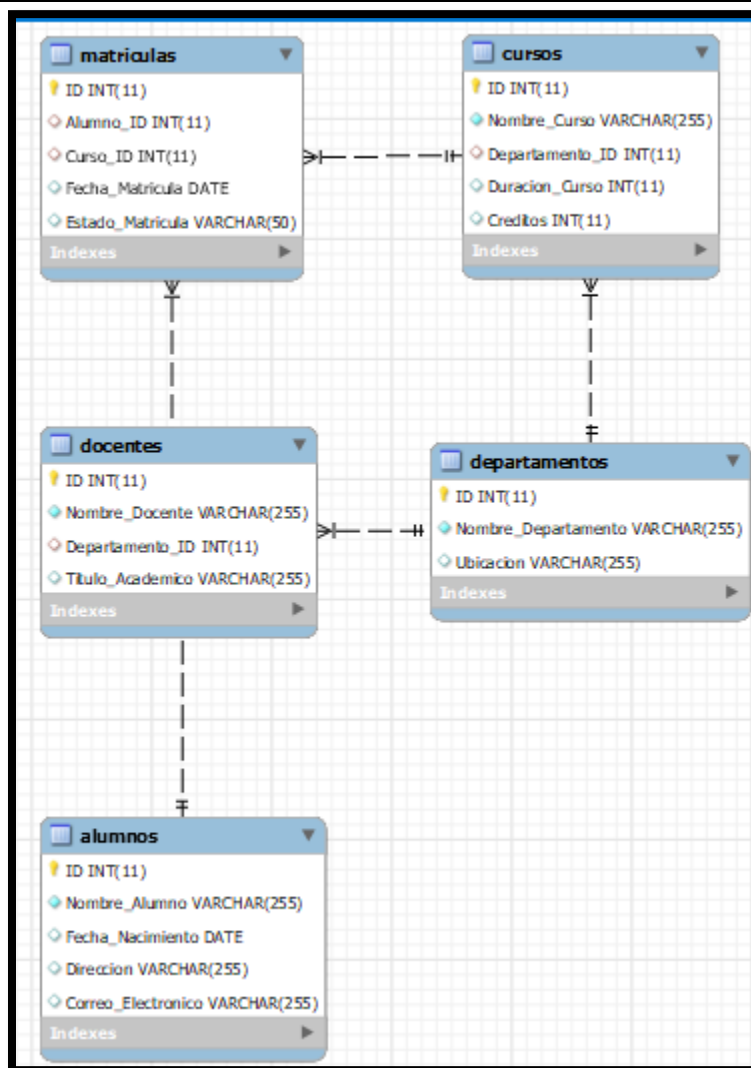 matriculas
ID INT(11)
Alumno_ID INT(11)
Curso_ID INT(11)
Fecha_Matricula DATE
Estado_Matricula VARCHAR(50)
Indexes
cursos
ID INT(11)
Nombre_Curso VARCHAR(255)
Departamento_ID INT(11)
Duracion_Curso INT(11)
Creditos INT(11)
Indexes
docentes
ID INT(11)
Nombre_Docente VARCHAR(255)
Departamento_ID INT(11)
Titulo_Academico VARCHAR(255)
Indexes
departamentos
ID INT(11)
Nombre_Departamento VARCHAR(255)
Ubicacion VARCHAR(255)
Indexes
alumnos
ID INT(11)
Nombre_Alumno VARCHAR(255)
Fecha_Nacimiento DATE
Direccion VARCHAR(255)
Correo_Electronico VARCHAR(255)
Indexes